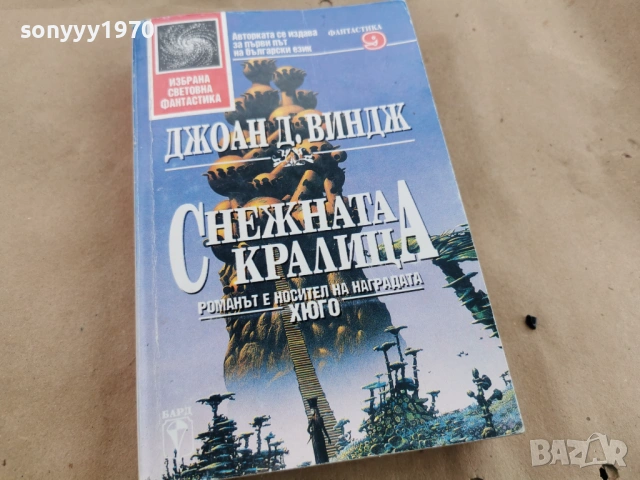 sonyyy1970
Авторката се издава
за първи път
на български език
ФАНТАСТИКА
9
ИЗБРАНА
СВЕТОВНА
ФАНТАСТИКА
ДЖОАН Д. ВИНДЖ
СНЕЖНАТА
КРАЛИЦА
РОМАНЪТ Е НОСИТЕЛ НА НАГРАДАТА
ХЮГО
БАРД
BAZAR